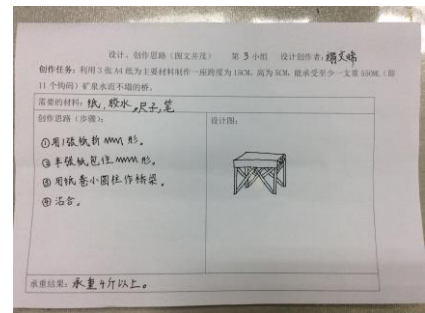 设计、创作思路（图文并茂） 第 3 小组 设计创作者：文晞
创作任务：利用 3 张 A4 纸为主要材料制作一座跨度为 15CM，高为 5CM，能承受至少一支重 550ML（即
11 个钩码）矿泉水而不塌的桥。
需要的材料：纸，胶水，尺子，笔
创作思路（步骤）：
设计图：
①用1张纸折 形。
②半张纸包住 形。
③用纸卷小圆柱作桥梁。
④沾合。
承重结果：承重4斤以上。